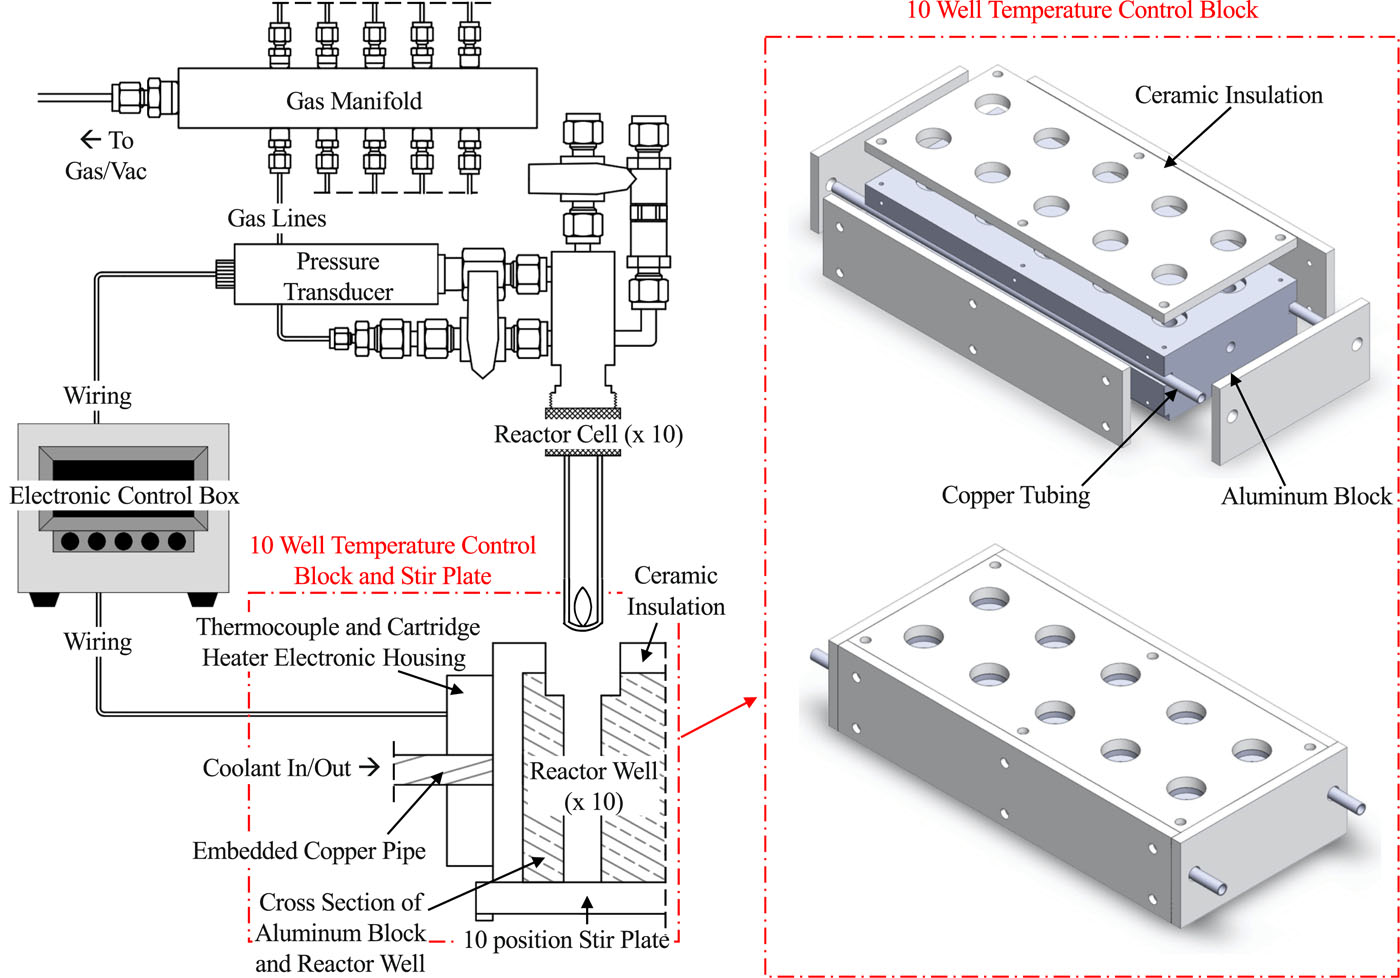 10 Well Temperature Control Block
Gas Manifold
← To
Gas/Vac
Gas Lines
Pressure
Transducer
Wiring
Reactor Cell (x 10)
Electronic Control Box
10 Well Temperature Control
Block and Stir Plate
Ceramic
Insulation
Wiring
Thermocouple and Cartridge
Heater Electronic Housing
Coolant In/Out →
Reactor Well
(x 10)
Embedded Copper Pipe
Cross Section of
Aluminum Block
and Reactor Well
10 position Stir Plate
Ceramic Insulation
Copper Tubing
Aluminum Block